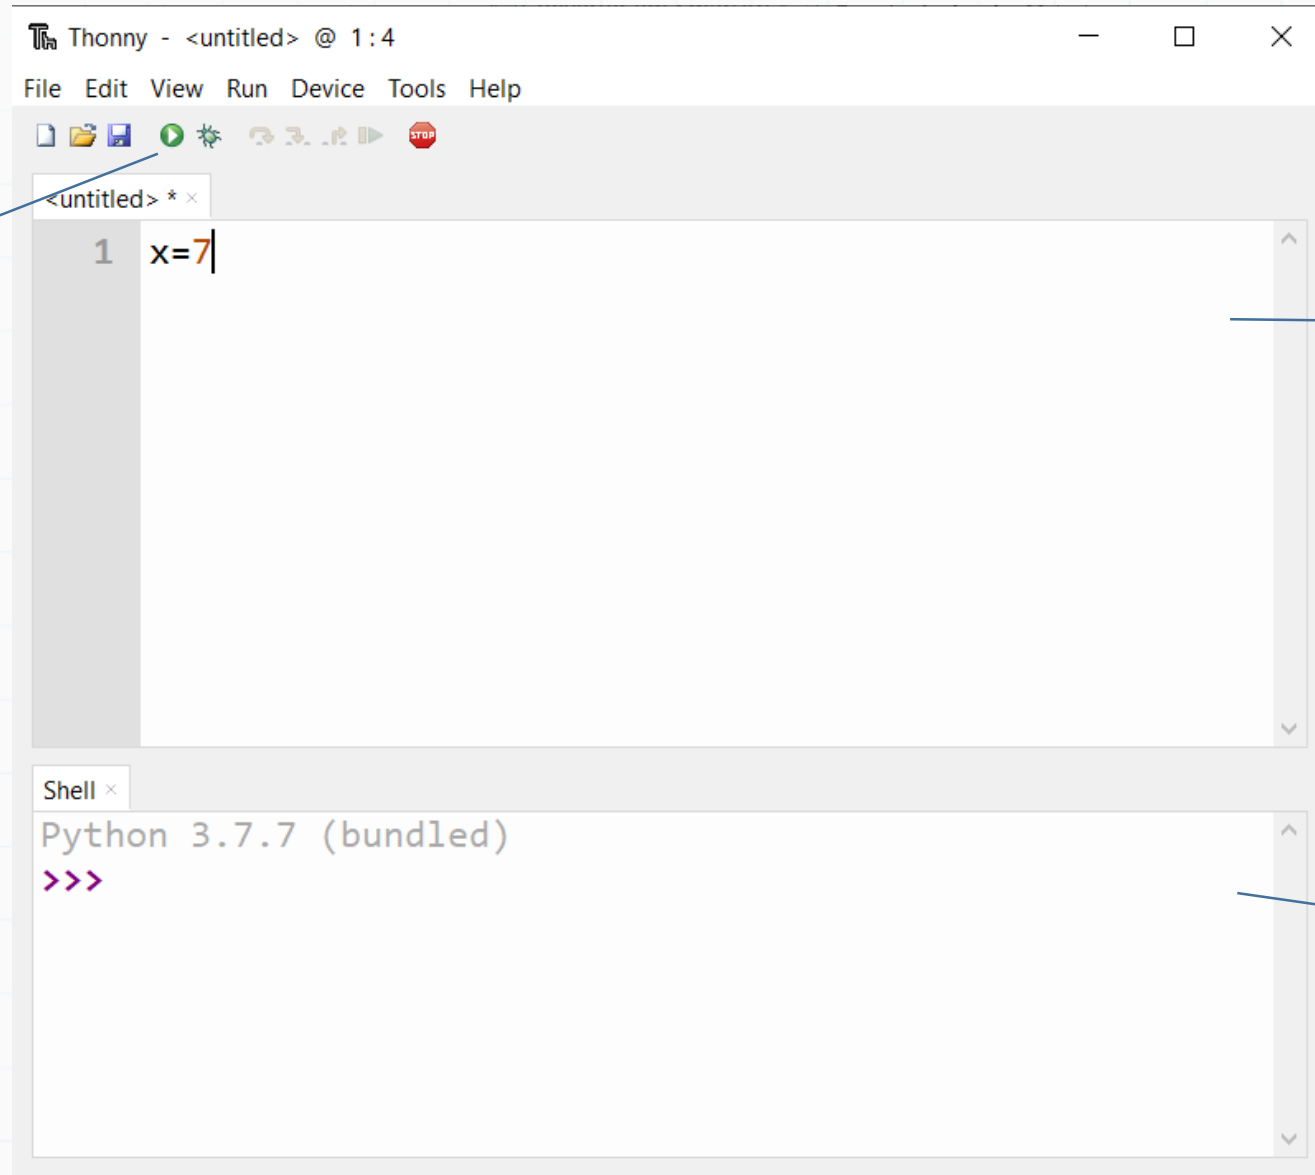 Thonny - <untitled> @ 1:4
File Edit View Run Device Tools Help
STOP
<untitled> * ×
1 x=7
Shell ×
Python 3.7.7 (bundled)
>>>